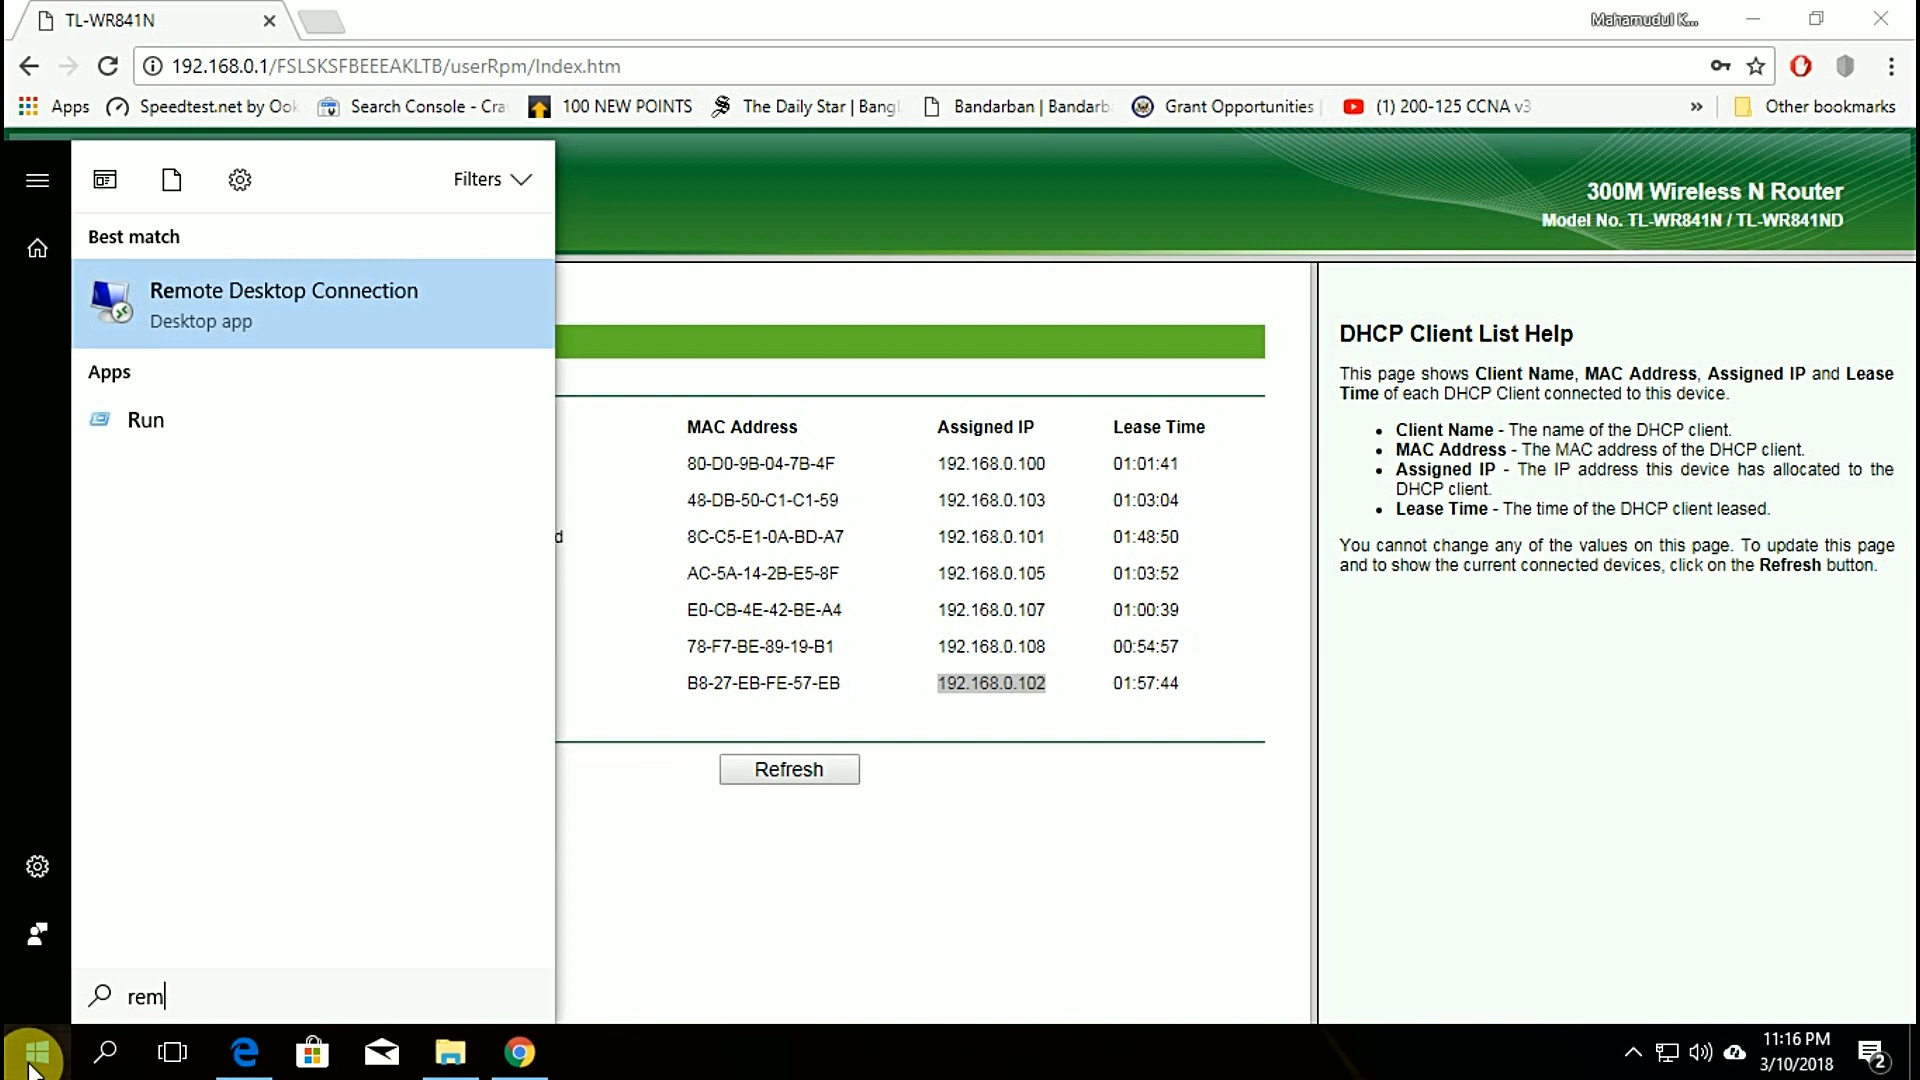 TL-WR841N
Mahamudul K...
192.168.0.1/FSLSKSFBEEEAKLTB/userRpm/Index.htm
Apps
Speedtest.net by Ook
Search Console - Cra
100 NEW POINTS
The Daily Star | Bangl
Bandarban | Bandarb
Grant Opportunities |
(1) 200-125 CCNA v3
»
Other bookmarks
300M Wireless N Router
Model No. TL-WR841N / TL-WR841ND
Filters
Best match
Remote Desktop Connection
Desktop app
Apps
Run
rem
MAC Address Assigned IP Lease Time
80-D0-9B-04-7B-4F 192.168.0.100 01:01:41
48-DB-50-C1-C1-59 192.168.0.103 01:03:04
d 8C-C5-E1-0A-BD-A7 192.168.0.101 01:48:50
AC-5A-14-2B-E5-8F 192.168.0.105 01:03:52
E0-CB-4E-42-BE-A4 192.168.0.107 01:00:39
78-F7-BE-89-19-B1 192.168.0.108 00:54:57
B8-27-EB-FE-57-EB 192.168.0.102 01:57:44
Refresh
DHCP Client List Help
This page shows Client Name, MAC Address, Assigned IP and Lease
Time of each DHCP Client connected to this device.
• Client Name - The name of the DHCP client.
• MAC Address - The MAC address of the DHCP client.
• Assigned IP - The IP address this device has allocated to the
DHCP client.
• Lease Time - The time of the DHCP client leased.
You cannot change any of the values on this page. To update this page
and to show the current connected devices, click on the Refresh button.
11:16 PM
3/10/2018
2